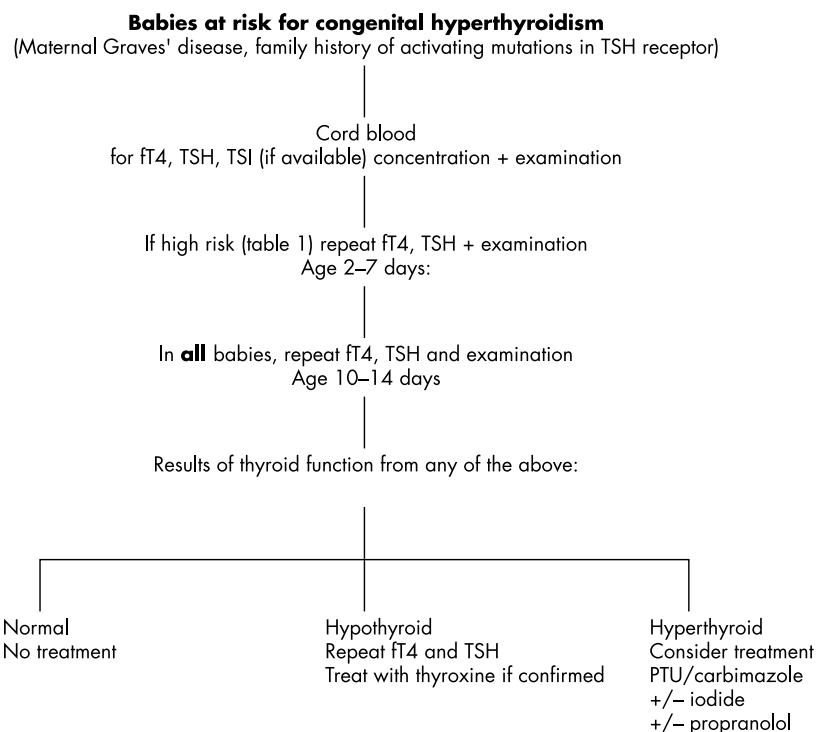 Babies at risk for congenital hyperthyroidism
(Maternal Graves' disease, family history of activating mutations in TSH receptor)
Cord blood
for fT4, TSH, TSI (if available) concentration + examination
If high risk (table 1) repeat fT4, TSH + examination
Age 2–7 days:
In all babies, repeat fT4, TSH and examination
Age 10–14 days
Results of thyroid function from any of the above:
Normal
No treatment
Hypothyroid
Repeat fT4 and TSH
Treat with thyroxine if confirmed
Hyperthyroid
Consider treatment
PTU/carbimazole
+/– iodide
+/– propranolol